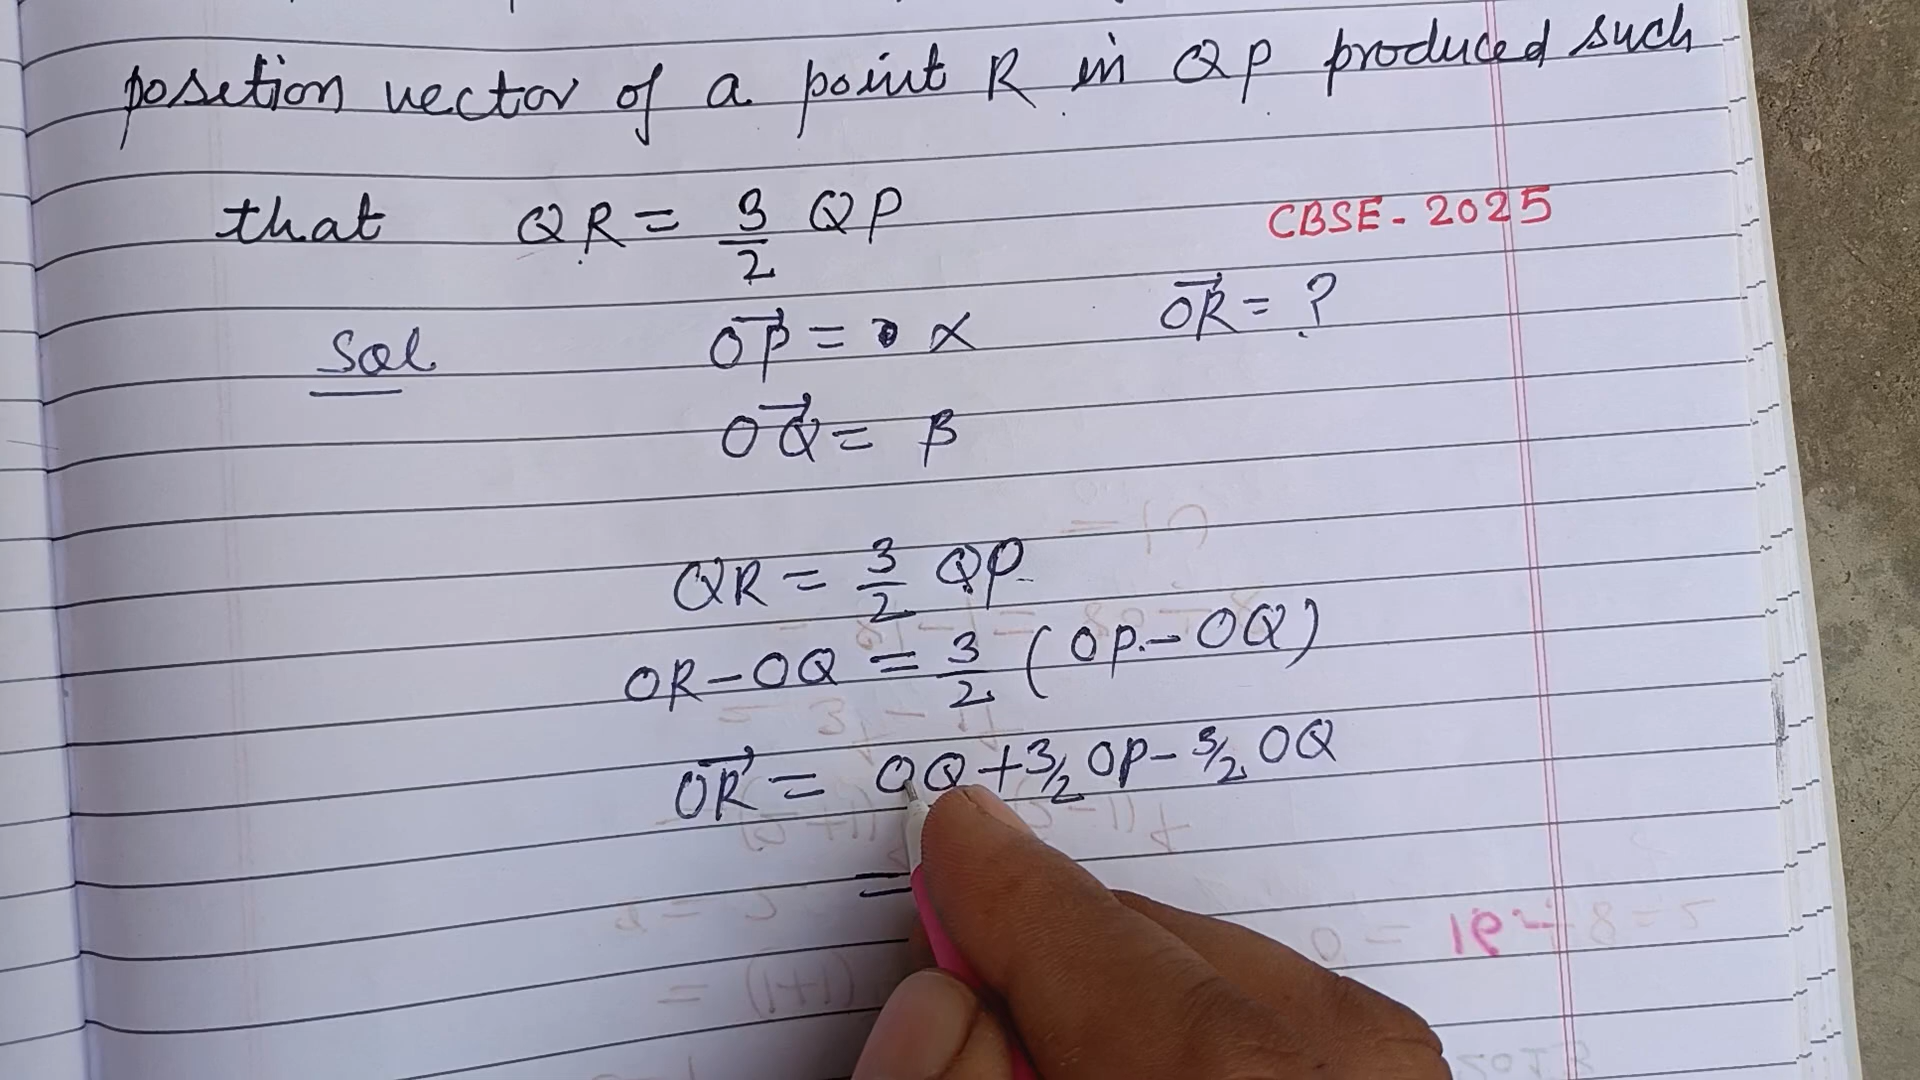 posetion vector of a point R in QP produced such
that QR = 3/2 QP CBSE-2025
Sol. OP = α OR = ?
OQ = β
QR = 3/2 QP
OR - OQ = 3/2 (OP - OQ)
OR = OQ + 3/2 OP - 3/2 OQ
=